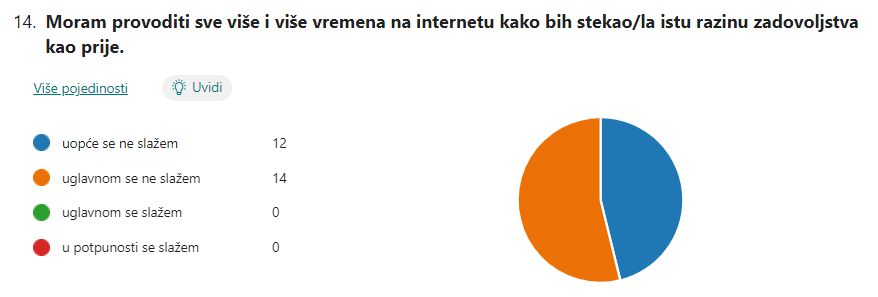 14. Moram provoditi sve više i više vremena na internetu kako bih stekao/la istu razinu zadovoljstva
kao prije.
Više pojedinosti
Uvidi
uopće se ne slažem 12
uglavnom se ne slažem 14
uglavnom se slažem 0
u potpunosti se slažem 0